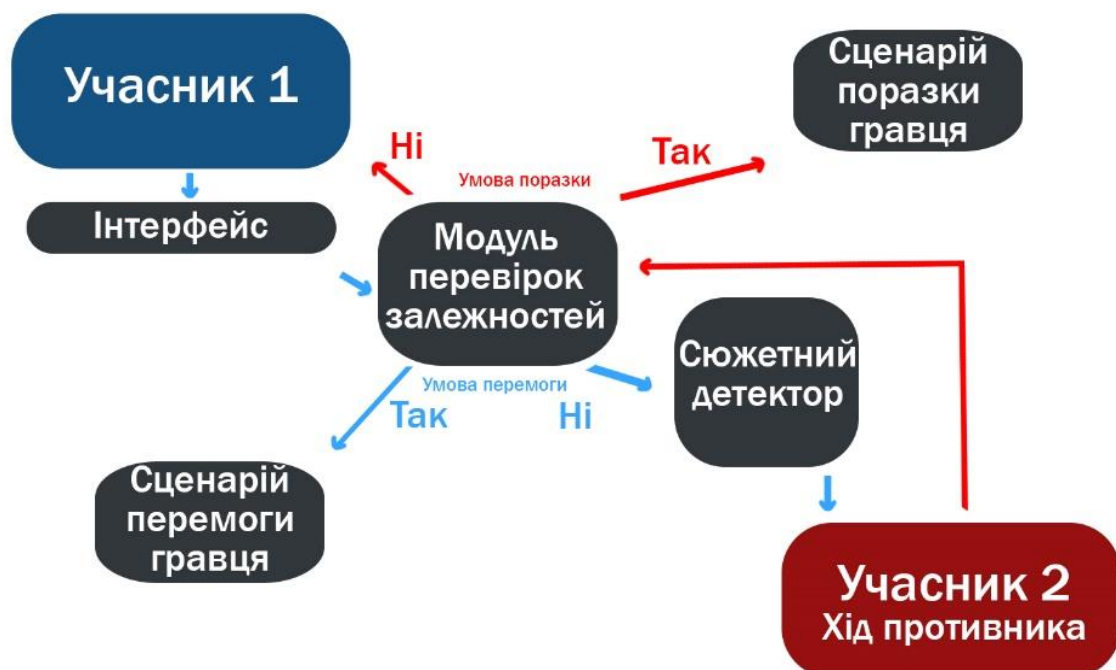 Учасник 1
Сценарій
поразки
гравця
Ні
Так
Умова поразки
Інтерфейс
Модуль
перевірок
залежностей
Сюжетний
детектор
Умова перемоги
Так
Ні
Сценарій
перемоги
гравця
Учасник 2
Хід противника